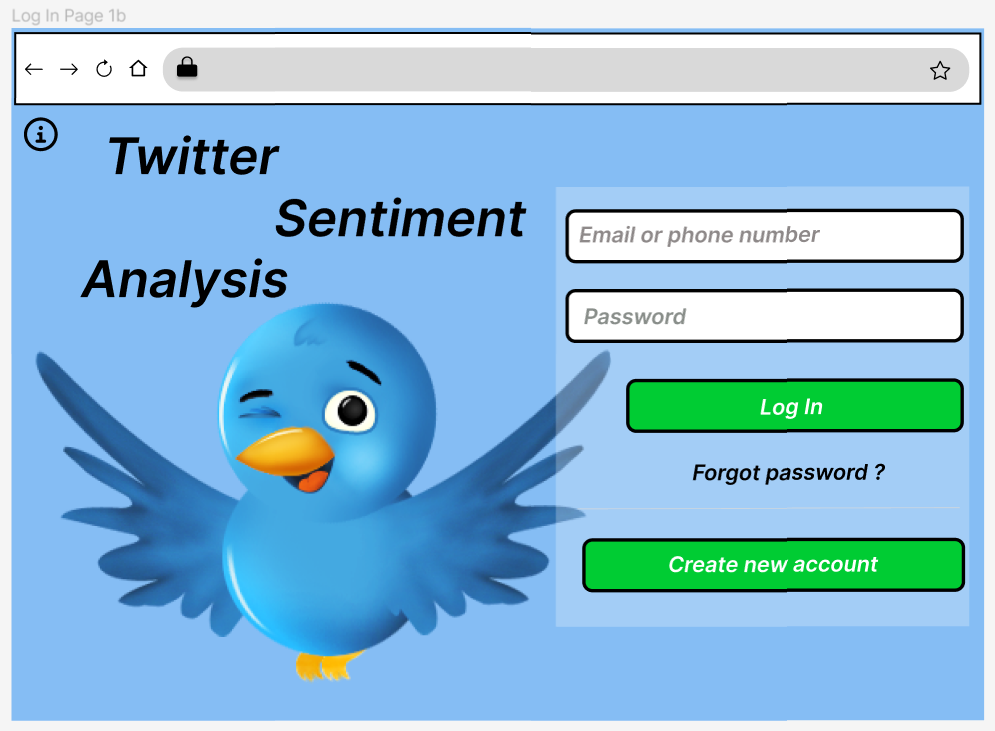 Log In Page 1b
Twitter
Sentiment
Analysis
Email or phone number
Password
Log In
Forgot password ?
Create new account